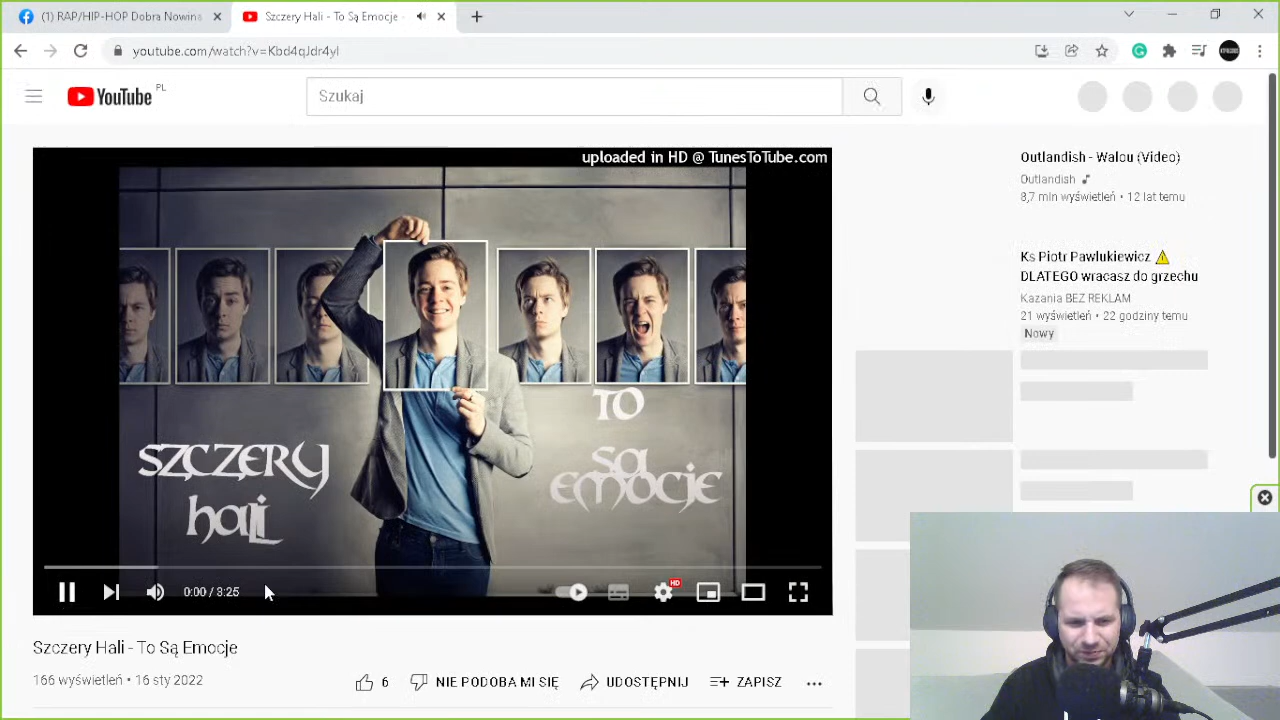 (1) RAP/HIP-HOP Dobra Nowins
Szczery Hali - To Są Emocje -
youtube.com/watch?v=Kbd4qJdr4yI
YouTube
PL
Szukaj
uploaded in HD @ TunesToTube.com
SZCZERY
HALI
TO
SĄ
EMOCJE
0:00 / 3:25
HD
Szczery Hali - To Są Emocje
166 wyświetleń • 16 sty 2022
6
NIE PODOBA MI SIĘ
UDOSTĘPNIJ
ZAPISZ
Outlandish - Walou (Video)
Outlandish
8,7 mln wyświetleń • 12 lat temu
Ks Piotr Pawlukiewicz
DLATEGO wracasz do grzechu
Kazania BEZ REKLAM
21 wyświetleń • 22 godziny temu
Nowy